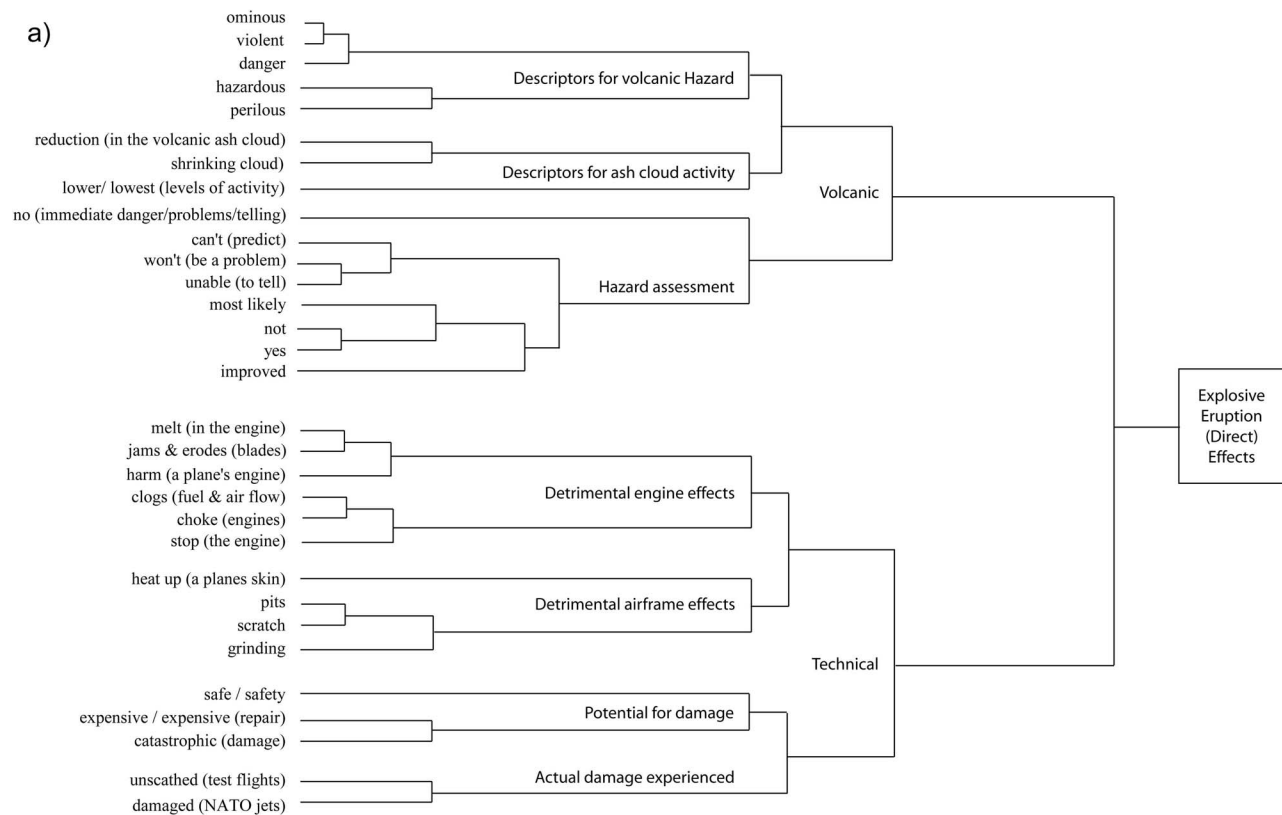 a)
ominous
violent
danger
hazardous
perilous
Descriptors for volcanic Hazard
reduction (in the volcanic ash cloud)
shrinking cloud)
lower/ lowest (levels of activity)
Descriptors for ash cloud activity
Volcanic
no (immediate danger/problems/telling)
can't (predict)
won't (be a problem)
unable (to tell)
most likely
not
yes
improved
Hazard assessment
melt (in the engine)
jams & erodes (blades)
harm (a plane's engine)
clogs (fuel & air flow)
choke (engines)
stop (the engine)
Detrimental engine effects
heat up (a planes skin)
pits
scratch
grinding
Detrimental airframe effects
Technical
safe / safety
expensive / expensive (repair)
catastrophic (damage)
Potential for damage
unscathed (test flights)
damaged (NATO jets)
Actual damage experienced
Explosive
Eruption
(Direct)
Effects